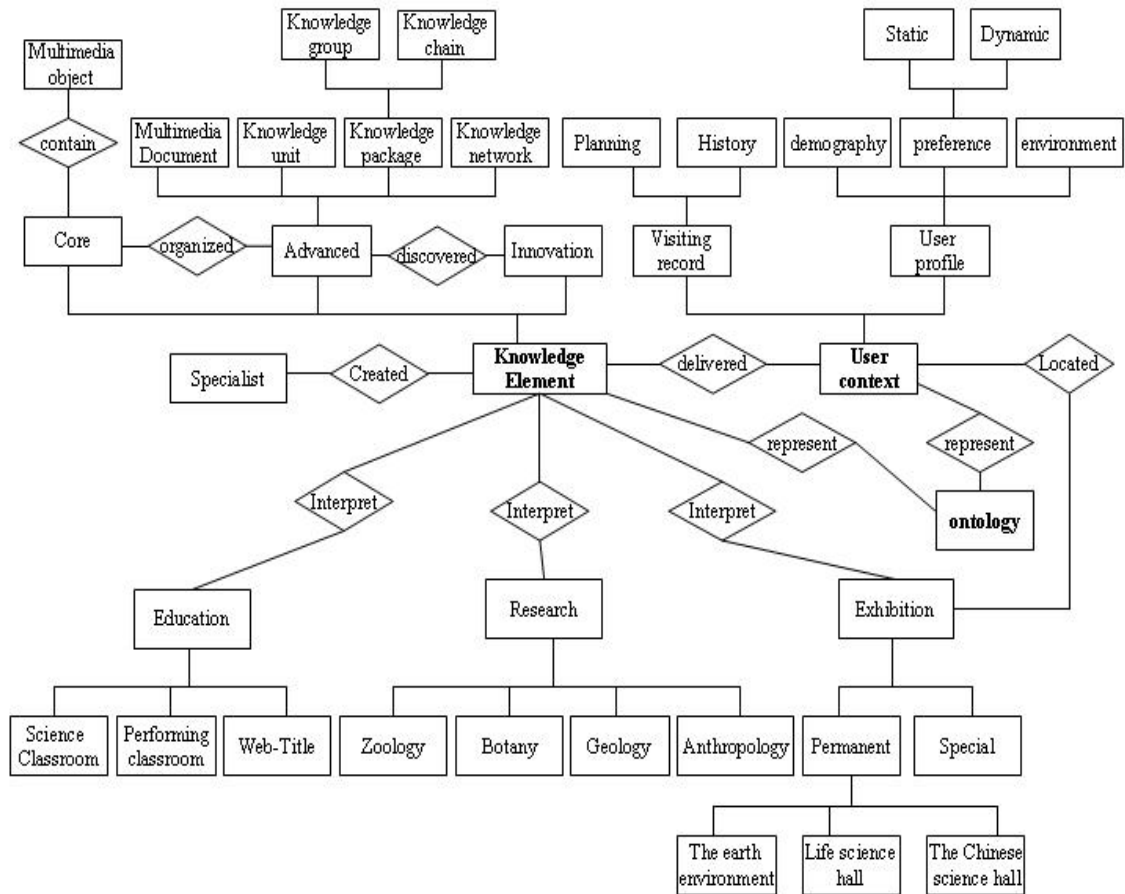 Knowledge
group
Knowledge
chain
Static
Dynamic
Multimedia
object
contain
Multimedia
Document
Knowledge
unit
Knowledge
package
Knowledge
network
Planning
History
demography
preference
environment
Core
organized
Advanced
discovered
Innovation
Visiting
record
User
profile
Specialist
Created
Knowledge
Element
delivered
User
context
Located
represent
represent
Interpret
Interpret
Interpret
ontology
Education
Research
Exhibition
Science
Classroom
Performing
classroom
Web-Title
Zoology
Botany
Geology
Anthropology
Permanent
Special
The earth
environment
Life science
hall
The Chinese
science hall